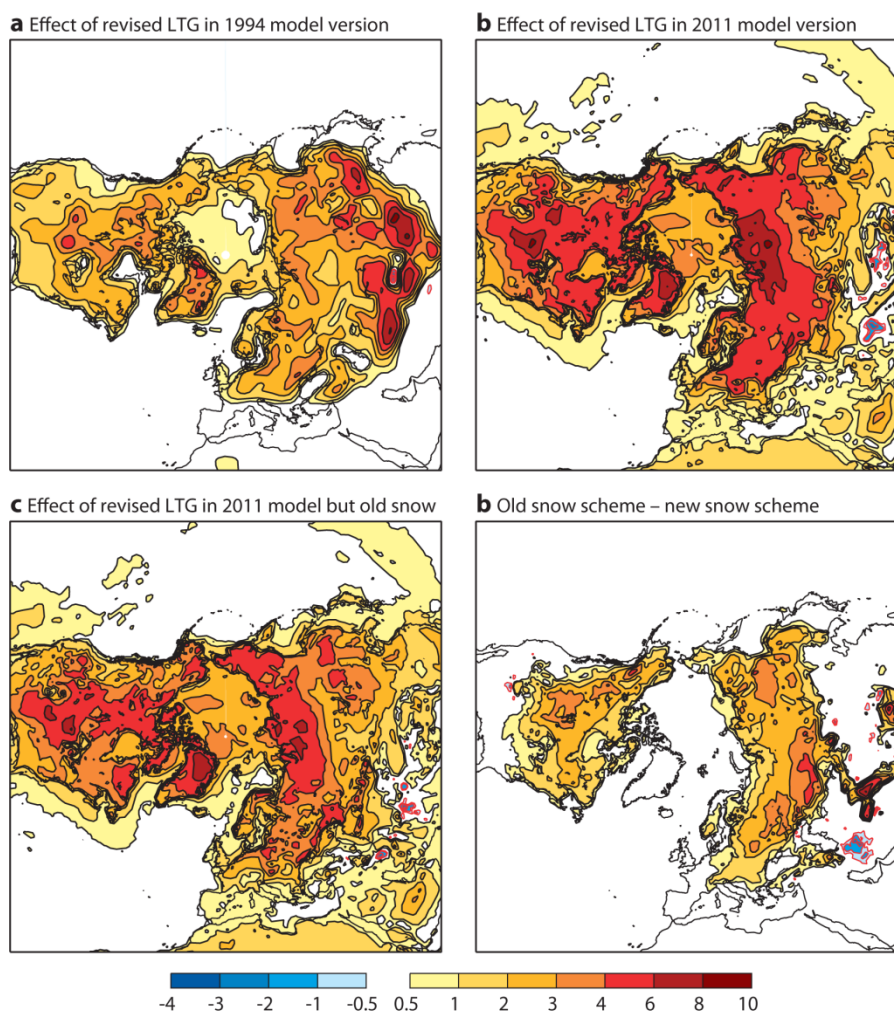 a Effect of revised LTG in 1994 model version
b Effect of revised LTG in 2011 model version
c Effect of revised LTG in 2011 model but old snow
b Old snow scheme – new snow scheme
-4 -3 -2 -1 -0.5 0.5 1 2 3 4 6 8 10